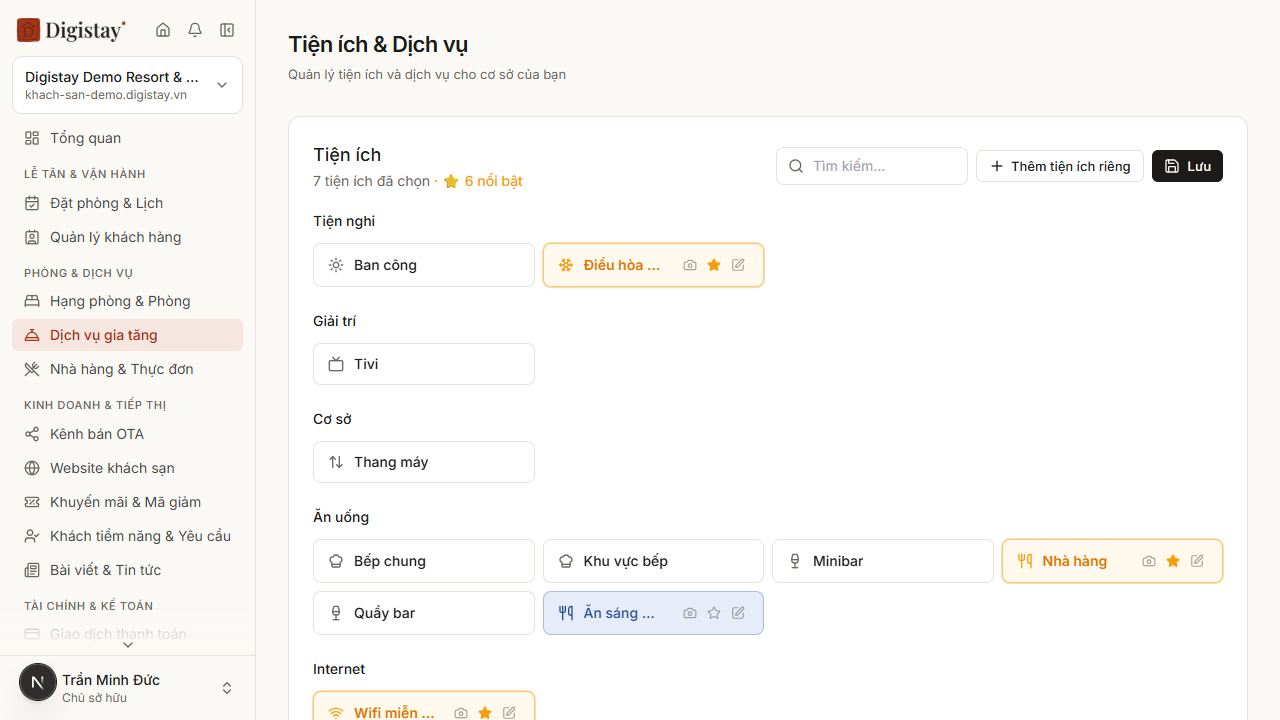 Digistay
Digistay Demo Resort & ...
khach-san-demo.digistay.vn
Tổng quan
LỄ TÂN & VẬN HÀNH
Đặt phòng & Lịch
Quản lý khách hàng
PHÒNG & DỊCH VỤ
Hạng phòng & Phòng
Dịch vụ gia tăng
Nhà hàng & Thực đơn
KINH DOANH & TIẾP THỊ
Kênh bán OTA
Website khách sạn
Khuyến mãi & Mã giảm
Khách tiềm năng & Yêu cầu
Bài viết & Tin tức
TÀI CHÍNH & KẾ TOÁN
Giao dịch thanh toán
N
Trần Minh Đức
Chủ sở hữu
Tiện ích & Dịch vụ
Quản lý tiện ích và dịch vụ cho cơ sở của bạn
Tiện ích
7 tiện ích đã chọn · 6 nổi bật
Tìm kiếm...
Thêm tiện ích riêng
Lưu
Tiện nghi
Ban công
Điều hòa ...
Giải trí
Tivi
Cơ sở
Thang máy
Ăn uống
Bếp chung
Khu vực bếp
Minibar
Nhà hàng
Quầy bar
Ăn sáng ...
Internet
Wifi miễn ...